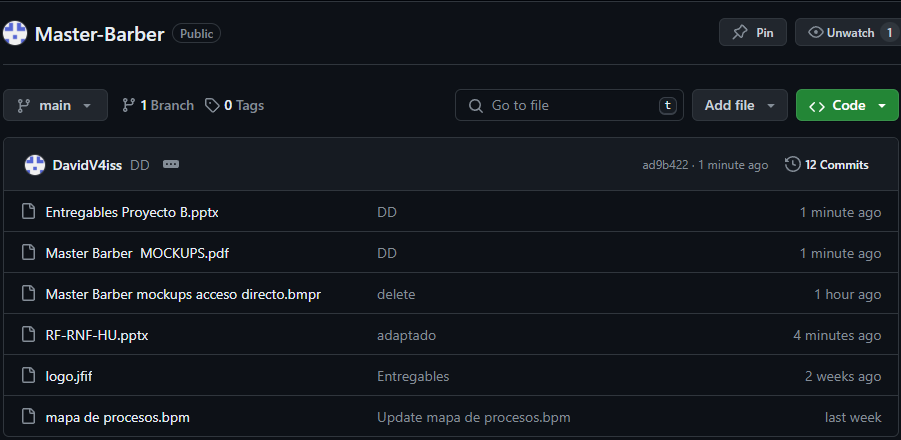 Master-Barber Public Pin Unwatch 1
main 1 Branch 0 Tags Go to file t Add file Code
DavidV4iss DD ad9b422 · 1 minute ago 12 Commits
Entregables Proyecto B.pptx DD 1 minute ago
Master Barber MOCKUPS.pdf DD 1 minute ago
Master Barber mockups acceso directo.bmpr delete 1 hour ago
RF-RNF-HU.pptx adaptado 4 minutes ago
logo.jfif Entregables 2 weeks ago
mapa de procesos.bpm Update mapa de procesos.bpm last week